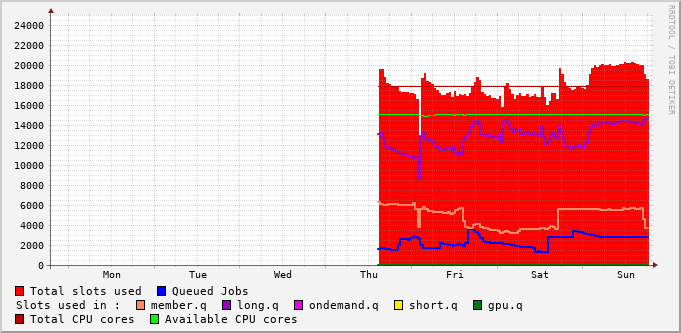 RRDTOOL / TOBI OETIKER
24000
22000
20000
18000
16000
14000
12000
10000
8000
6000
4000
2000
0
Mon Tue Wed Thu Fri Sat Sun
Total slots used Queued Jobs
Slots used in : member.q long.q ondemand.q short.q gpu.q
Total CPU cores Available CPU cores